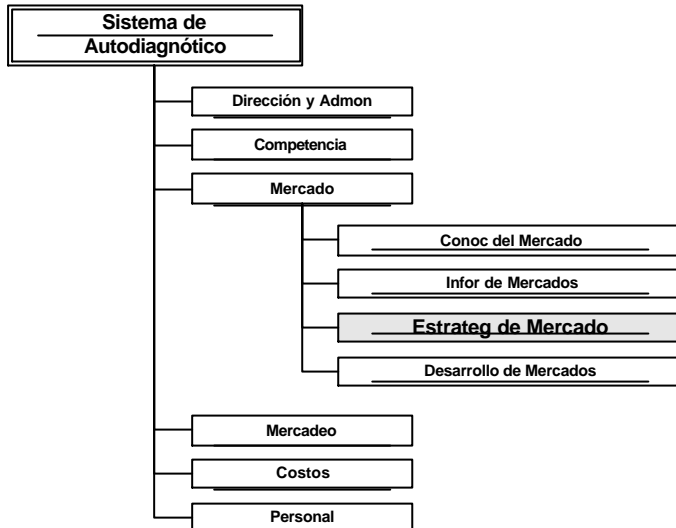 Sistema de
Autodiagnótico
Dirección y Admon
Competencia
Mercado
Conoc del Mercado
Infor de Mercados
Estrateg de Mercado
Desarrollo de Mercados
Mercadeo
Costos
Personal